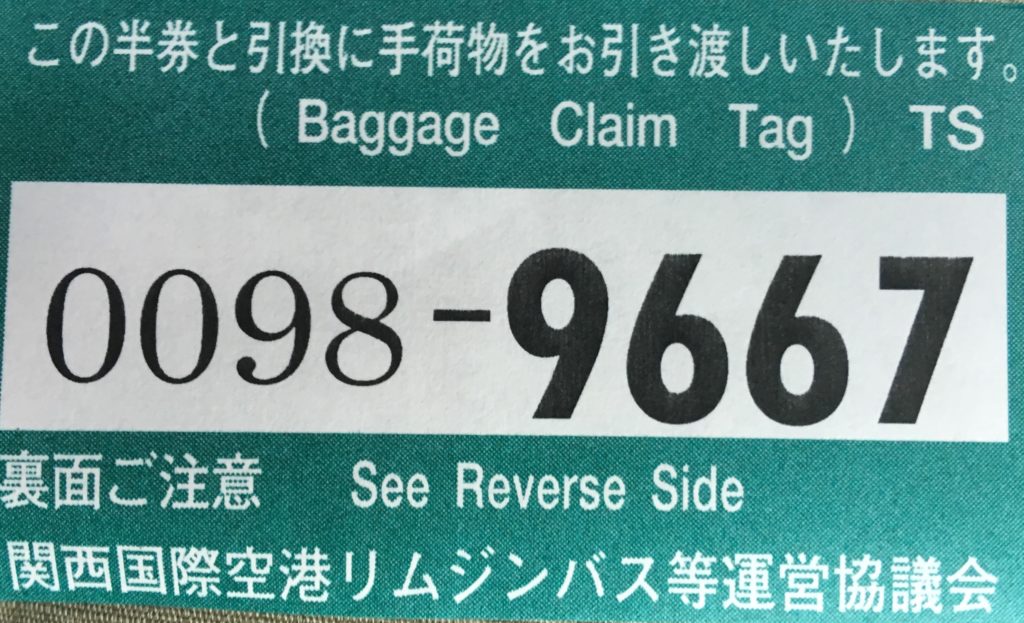 この半券と引換に手荷物をお引き渡しいたします。
( Baggage Claim Tag ) TS
0098-9667
裏面ご注意 See Reverse Side
関西国際空港リムジンバス等運営協議会